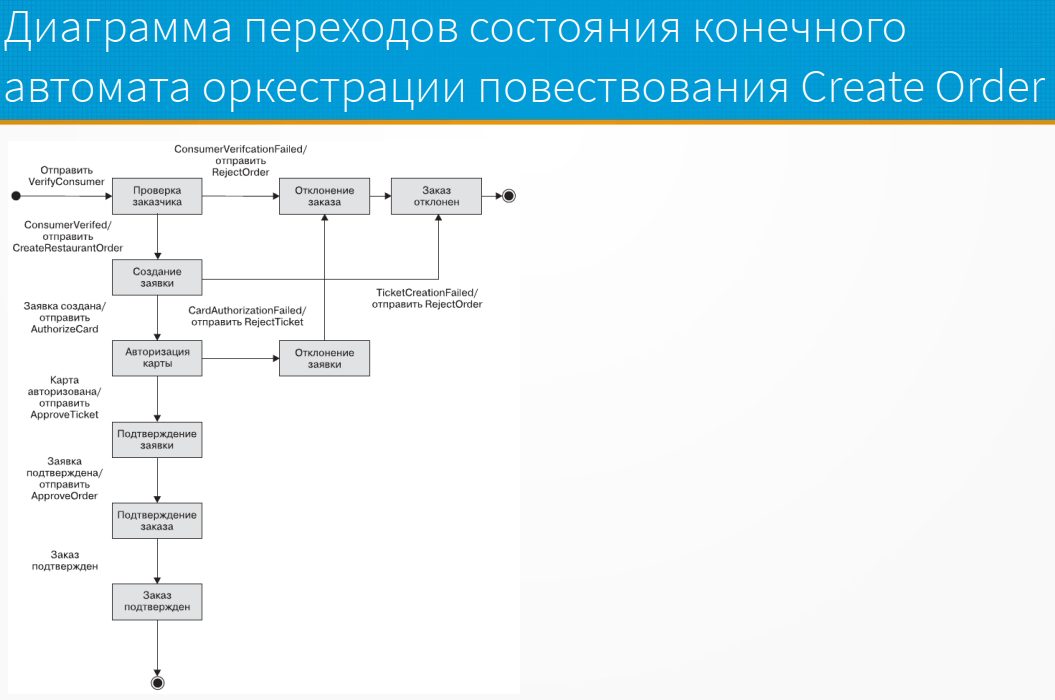 Диаграмма переходов состояния конечного
автомата оркестрации повествования Create Order
ConsumerVerifcationFailed/
отправить
RejectOrder
Отправить
VerifyConsumer
Проверка
заказчика
Отклонение
заказа
Заказ
отклонен
ConsumerVerifed/
отправить
CreateRestaurantOrder
Создание
заявки
TicketCreationFailed/
отправить RejectOrder
Заявка создана/
отправить
AuthorizeCard
CardAuthorizationFailed/
отправить RejectTicket
Авторизация
карты
Отклонение
заявки
Карта
авторизована/
отправить
ApproveTicket
Подтверждение
заявки
Заявка
подтверждена/
отправить
ApproveOrder
Подтверждение
заказа
Заказ
подтвержден
Заказ
подтвержден